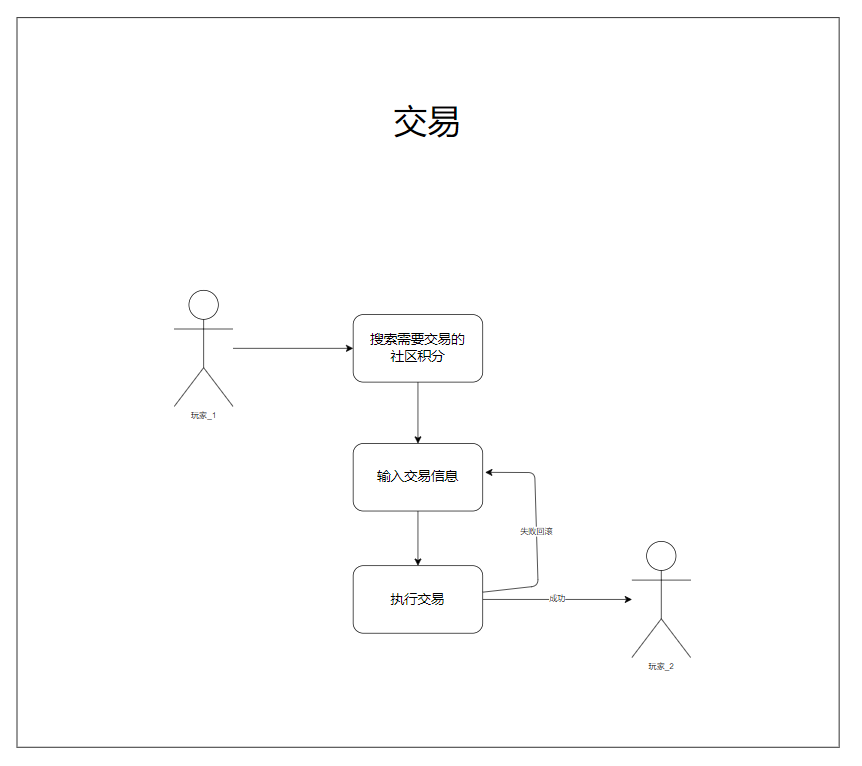 交易
搜索需要交易的
社区积分
玩家_1
输入交易信息
失败回滚
执行交易
成功
玩家_2